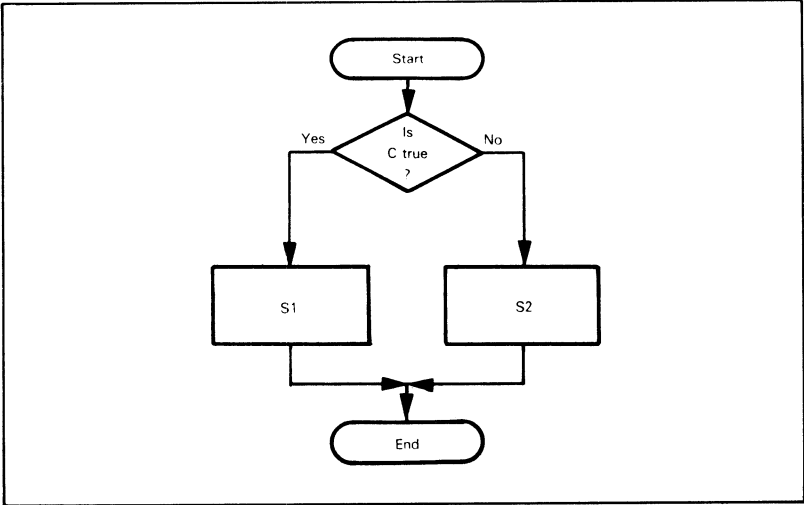 Start
Is
Yes
No
C true
?
S1
S2
End